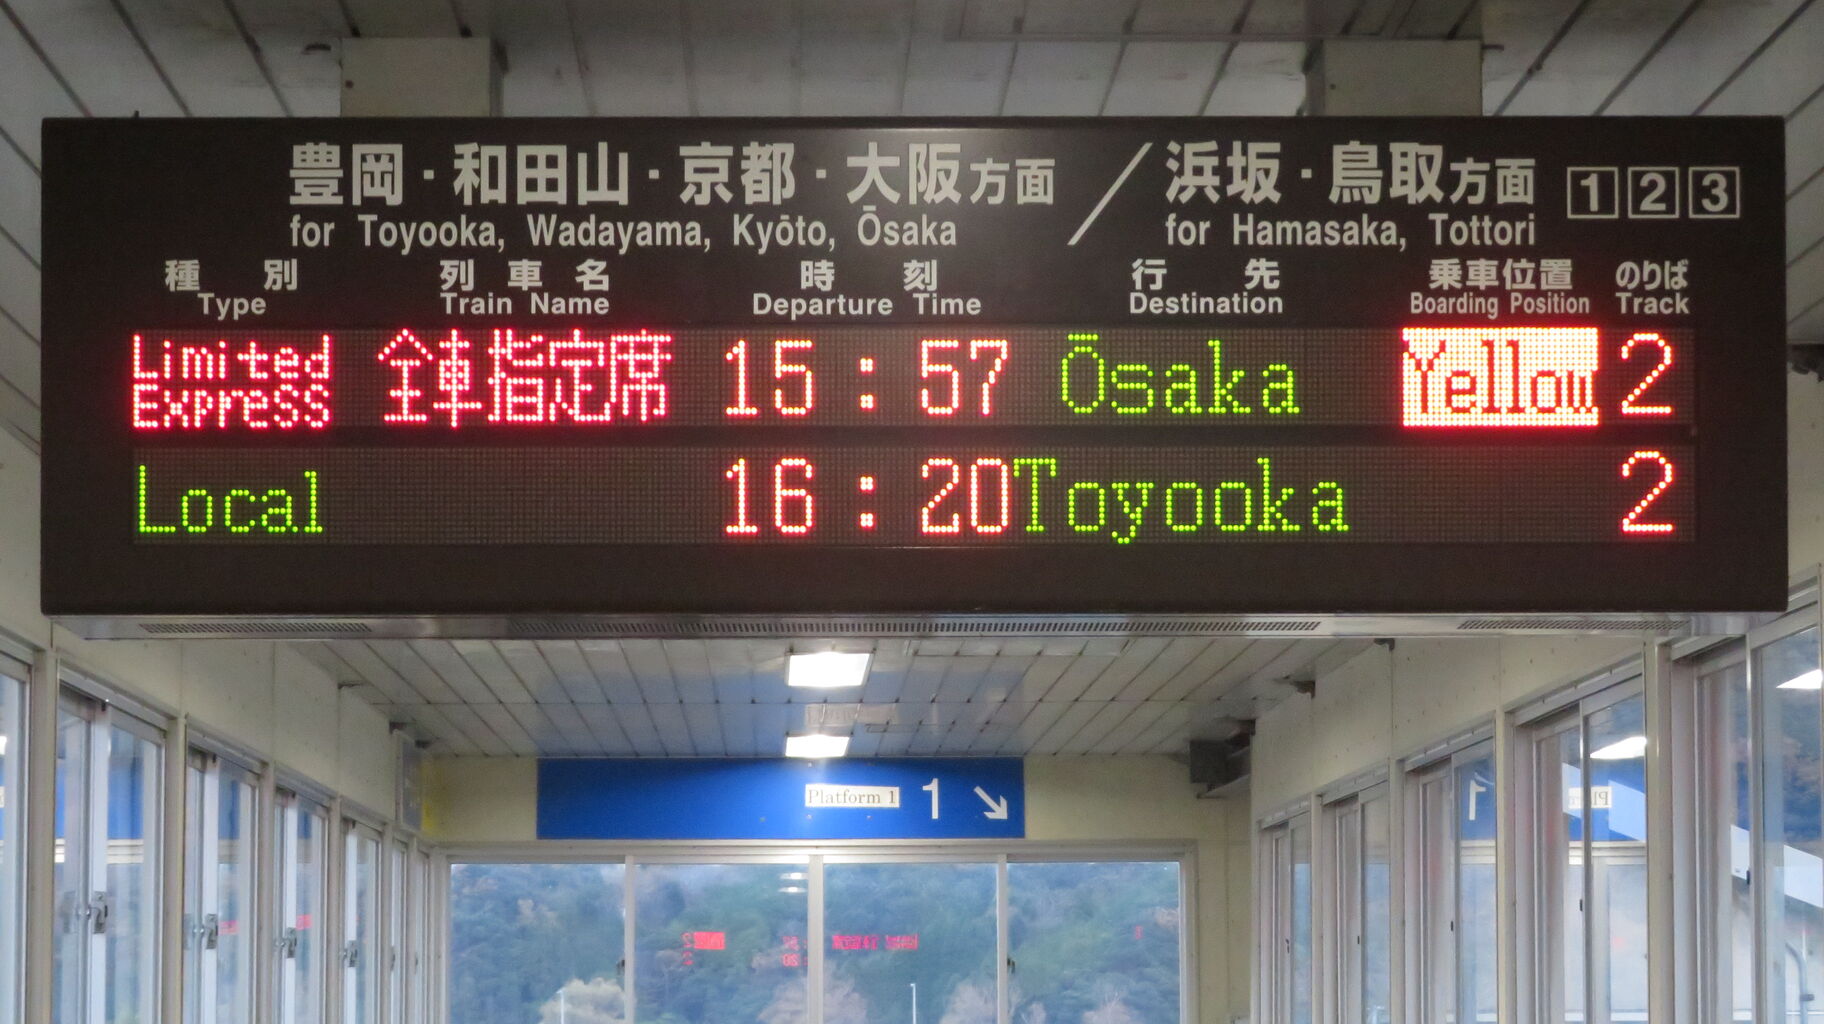 豊岡・和田山・京都・大阪方面／浜坂・鳥取方面 1 2 3
for Toyooka, Wadayama, Kyōto, Ōsaka for Hamasaka, Tottori
種別 列車名 時刻 行先 乗車位置 のりば
Type Train Name Departure Time Destination Boarding Position Track
Limited Express 全車指定席 15:57 Ōsaka Yellow 2
Local 16:20 Toyooka 2
Platform 1 1